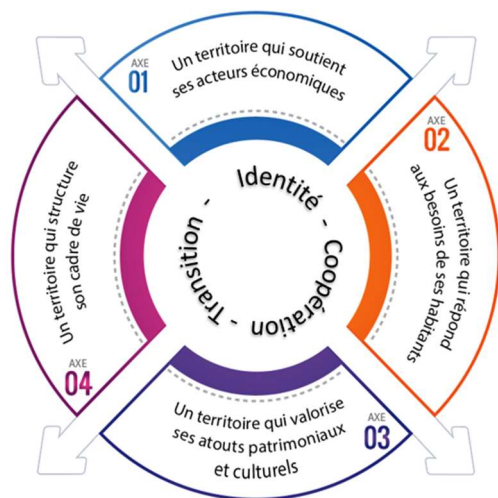 AXE
01
Un territoire qui soutient
ses acteurs économiques
AXE
02
Un territoire qui répond
aux besoins de ses habitants
AXE
03
Un territoire qui valorise
ses atouts patrimoniaux
et culturels
AXE
04
Un territoire qui structure
son cadre de vie
Identité - Coopération - Transition -